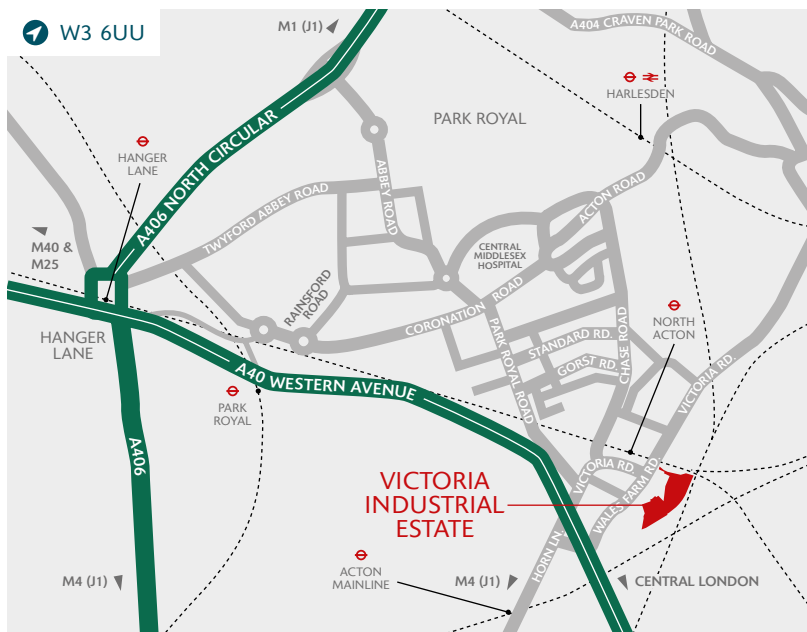 W3 6UU
M1 (J1)
A404 CRAVEN PARK ROAD
HARLESDEN
PARK ROYAL
HANGER
LANE
A406 NORTH CIRCULAR
ABBEY ROAD
ACTON ROAD
TWYFORD ABBEY ROAD
M40 &
M25
CENTRAL
MIDDLESEX
HOSPITAL
RAINSFORD
ROAD
CORONATION ROAD
NORTH
ACTON
HANGER
LANE
STANDARD RD.
CHASE ROAD
PARK ROYAL ROAD
GORST RD.
VICTORIA RD.
A40 WESTERN AVENUE
PARK
ROYAL
A406
VICTORIA RD.
WALES FARM RD.
VICTORIA
INDUSTRIAL
ESTATE
HORN LN.
ACTON
MAINLINE
M4 (J1)
M4 (J1)
CENTRAL LONDON